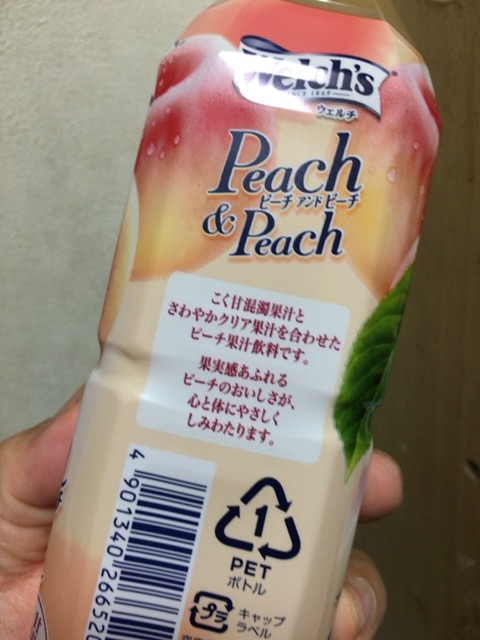 Welch's
SINCE 1869
ウェルチ
Peach
ピーチ アンド ピーチ
& Peach
こく甘混濁果汁と
さわやかクリア果汁を合わせた
ピーチ果汁飲料です。
果実感あふれる
ピーチのおいしさが、
心と体にやさしく
しみわたります。
4 901340 26652
1
PET
ボトル
プラ
キャップ
ラベル